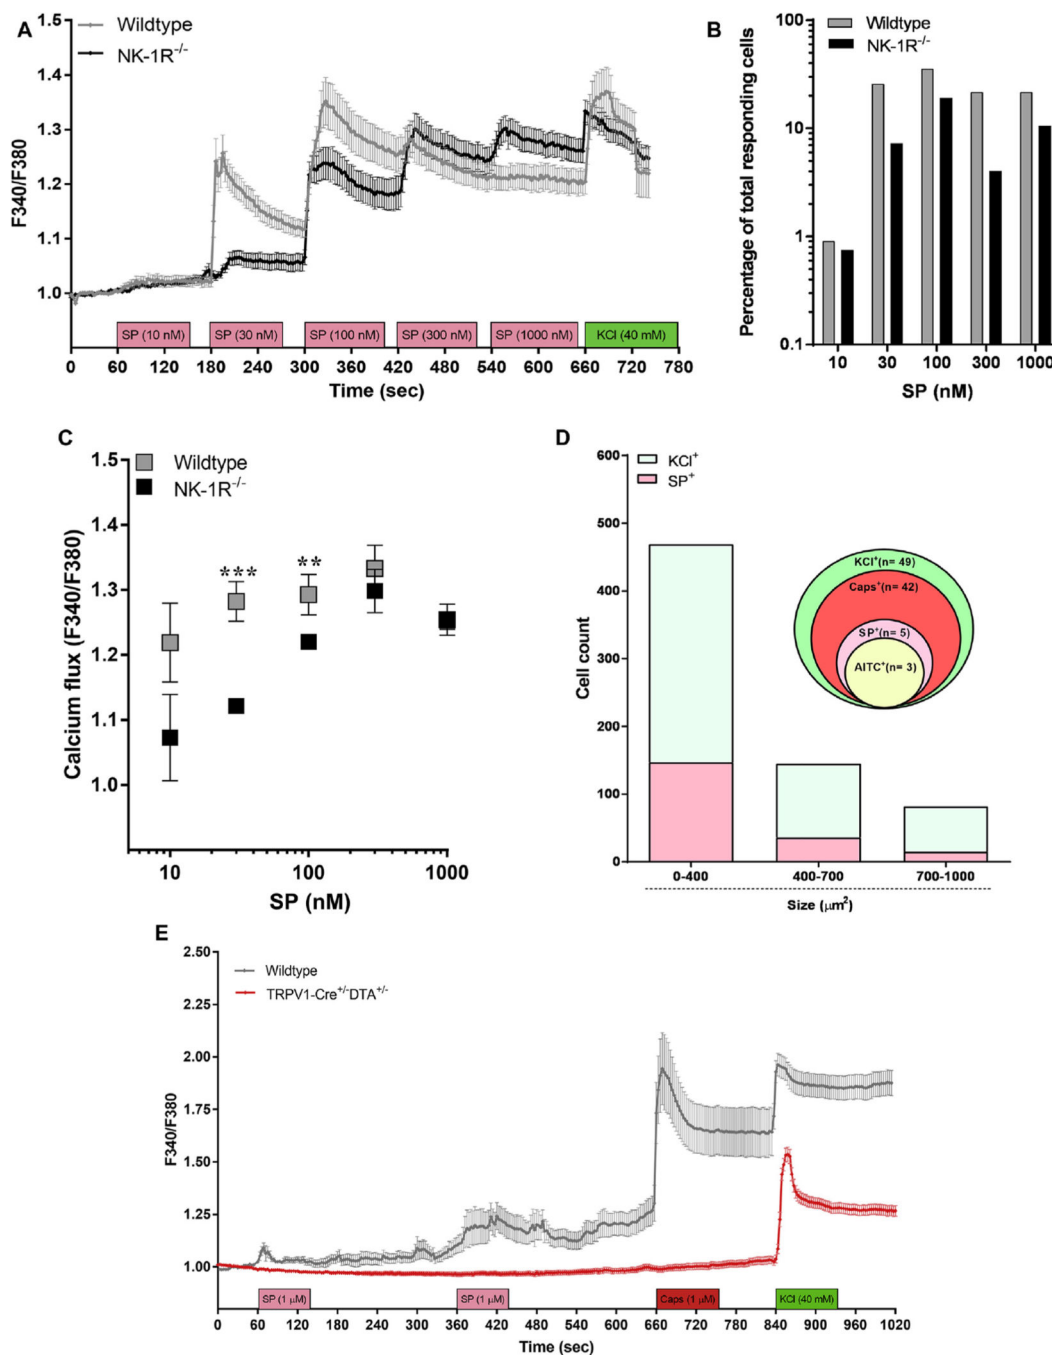 A
Wildtype
NK-1R-/-
F340/F380
1.5
1.4
1.3
1.2
1.1
1.0
SP (10 nM) SP (30 nM) SP (100 nM) SP (300 nM) SP (1000 nM) KCl (40 mM)
0 60 120 180 240 300 360 420 480 540 600 660 720 780
Time (sec)
B
Wildtype
NK-1R-/-
Percentage of total responding cells
100
10
1
0.1
10 30 100 300 1000
SP (nM)
C
Wildtype
NK-1R-/-
Calcium flux (F340/F380)
1.5
1.4
1.3
1.2
1.1
1.0
*** **
10 100 1000
SP (nM)
D
KCl+
SP+
Cell count
600
500
400
300
200
100
0
KCl+(n= 49)
Caps+(n= 42)
SP+(n= 5)
AITC+(n= 3)
0-400 400-700 700-1000
Size (μm2)
E
Wildtype
TRPV1-Cre+/-DTA+/-
F340/F380
2.50
2.25
2.00
1.75
1.50
1.25
1.00
SP (1 μM) SP (1 μM) Caps (1 μM) KCl (40 mM)
0 60 120 180 240 300 360 420 480 540 600 660 720 780 840 900 960 1020
Time (sec)